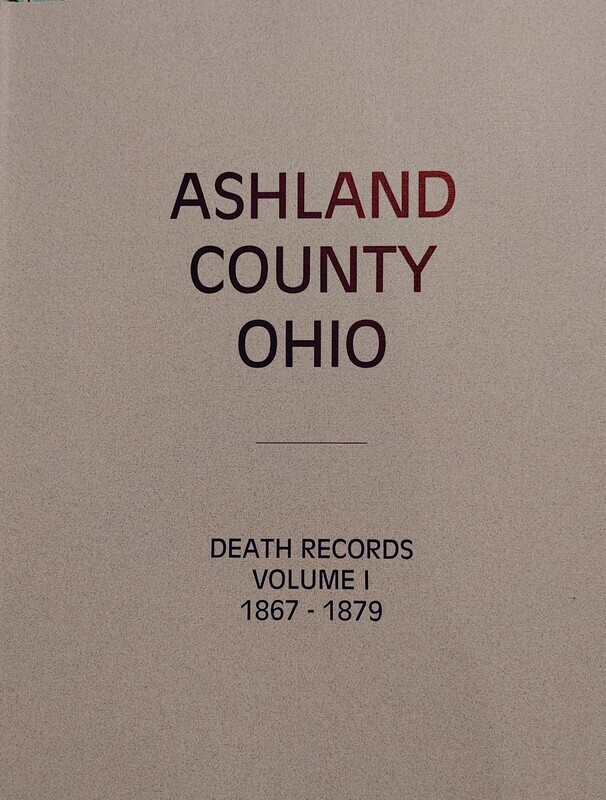 ASHLAND
COUNTY
OHIO
DEATH RECORDS
VOLUME I
1867 - 1879